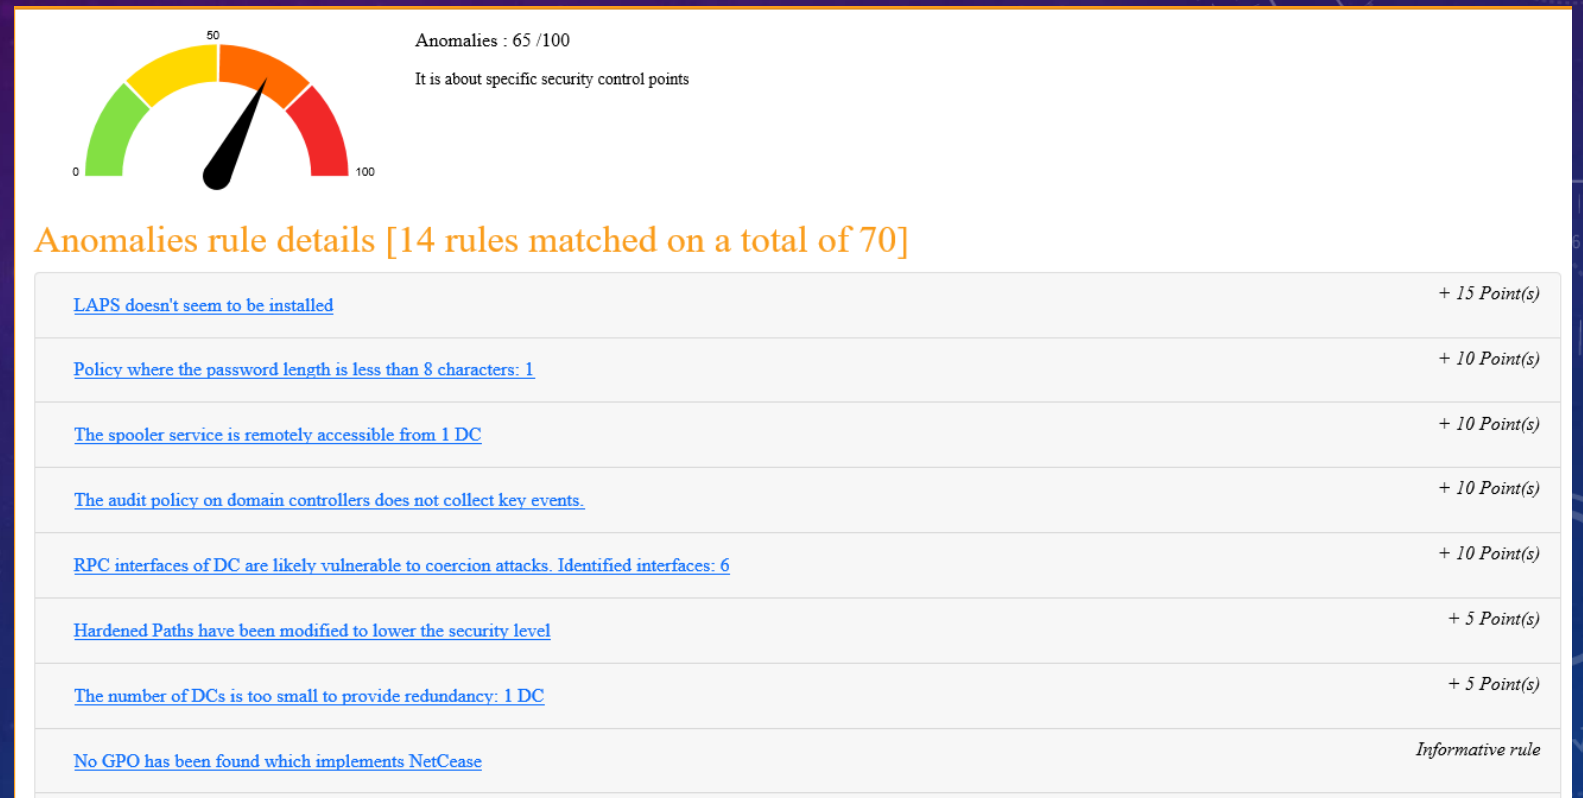 50
0
100
Anomalies : 65 /100
It is about specific security control points
Anomalies rule details [14 rules matched on a total of 70]
LAPS doesn't seem to be installed
+ 15 Point(s)
Policy where the password length is less than 8 characters: 1
+ 10 Point(s)
The spooler service is remotely accessible from 1 DC
+ 10 Point(s)
The audit policy on domain controllers does not collect key events.
+ 10 Point(s)
RPC interfaces of DC are likely vulnerable to coercion attacks. Identified interfaces: 6
+ 10 Point(s)
Hardened Paths have been modified to lower the security level
+ 5 Point(s)
The number of DCs is too small to provide redundancy: 1 DC
+ 5 Point(s)
No GPO has been found which implements NetCease
Informative rule